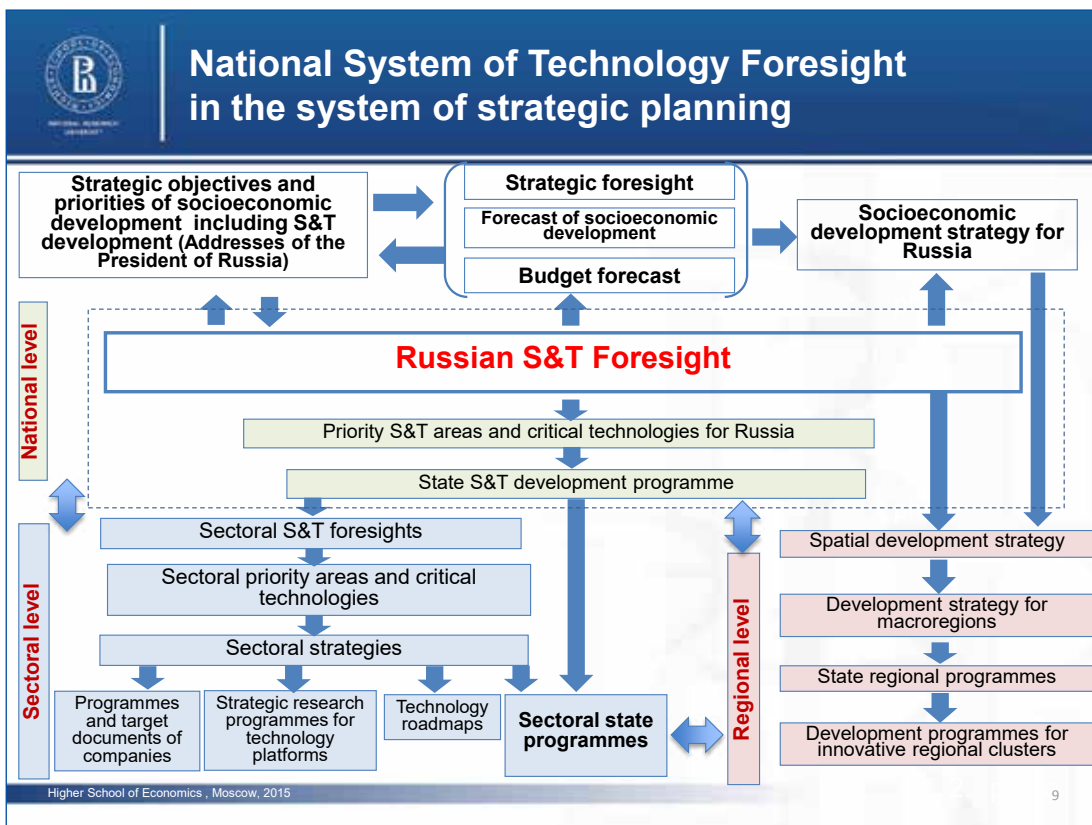 National System of Technology Foresight
in the system of strategic planning
NATIONAL RESEARCH
UNIVERSITY
Strategic objectives and
priorities of socioeconomic
development including S&T
development (Addresses of the
President of Russia)
Strategic foresight
Forecast of socioeconomic
development
Budget forecast
Socioeconomic
development strategy for
Russia
National level
Russian S&T Foresight
Priority S&T areas and critical technologies for Russia
State S&T development programme
Sectoral level
Sectoral S&T foresights
Sectoral priority areas and critical
technologies
Sectoral strategies
Programmes
and target
documents of
companies
Strategic research
programmes for
technology
platforms
Technology
roadmaps
Sectoral state
programmes
Regional level
Spatial development strategy
Development strategy for
macroregions
State regional programmes
Development programmes for
innovative regional clusters
Higher School of Economics , Moscow, 2015
9